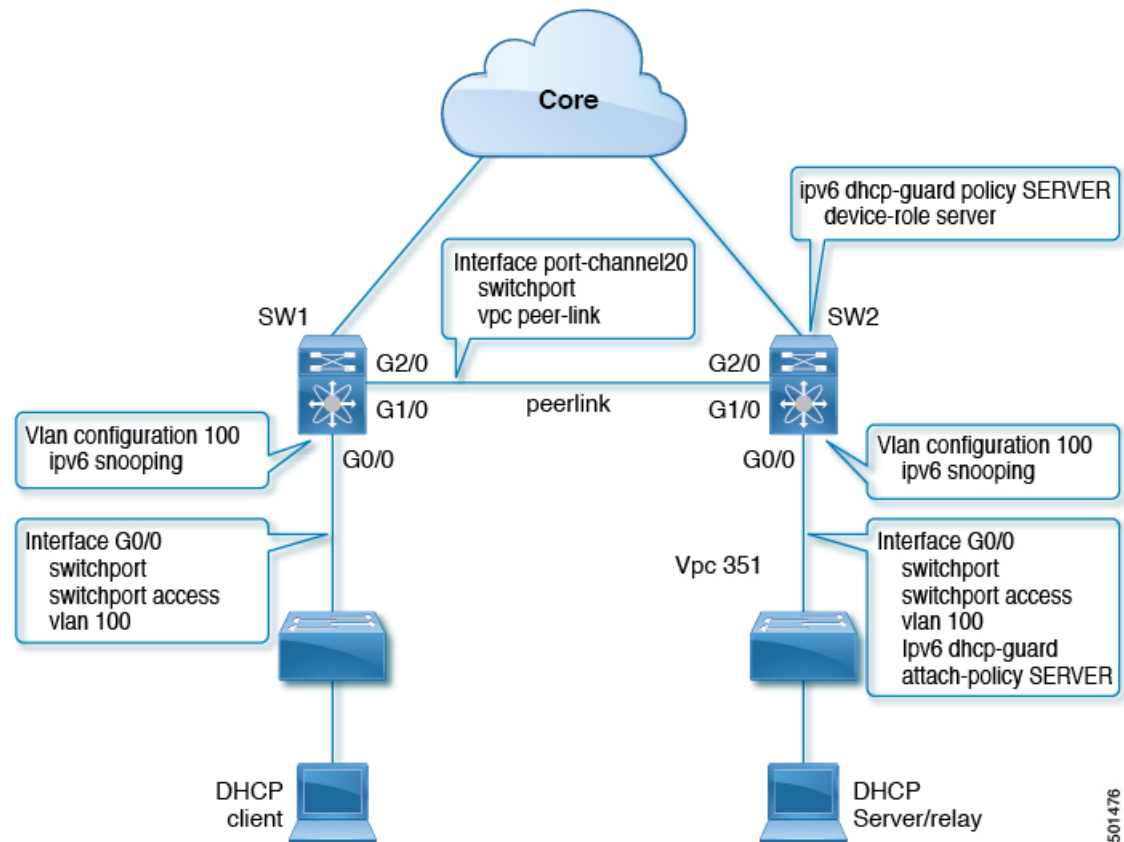 Core
ipv6 dhcp-guard policy SERVER
device-role server
Interface port-channel20
switchport
vpc peer-link
SW1
SW2
G2/0
G2/0
G1/0
peerlink
G1/0
Vlan configuration 100
ipv6 snooping
G0/0
G0/0
Vlan configuration 100
ipv6 snooping
Interface G0/0
switchport
switchport access
vlan 100
Vpc 351
Interface G0/0
switchport
switchport access
vlan 100
Ipv6 dhcp-guard
attach-policy SERVER
DHCP
client
DHCP
Server/relay
501476